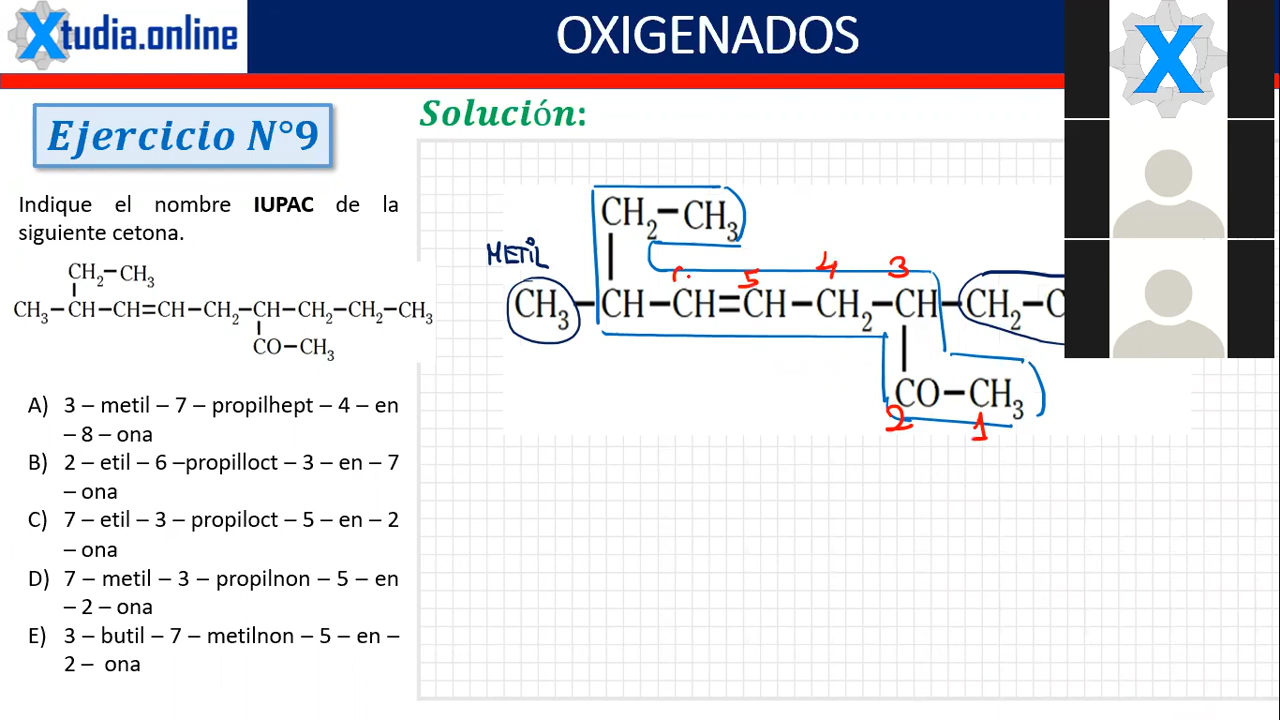 Xtudia.online
OXIGENADOS
X
Ejercicio N°9
Solución:
Indique el nombre IUPAC de la
siguiente cetona.
CH₂–CH₃
CH₃–CH–CH=CH–CH₂–CH–CH₂–CH₂–CH₃
CO–CH₃
A) 3 – metil – 7 – propilhept – 4 – en
– 8 – ona
B) 2 – etil – 6 –propilloct – 3 – en – 7
– ona
C) 7 – etil – 3 – propiloct – 5 – en – 2
– ona
D) 7 – metil – 3 – propilnon – 5 – en
– 2 – ona
E) 3 – butil – 7 – metilnon – 5 – en –
2 – ona
CH₂–CH₃
METIL
5 4 3
CH₃–CH–CH=CH–CH₂–CH–CH₂–C
CO–CH₃
2 1